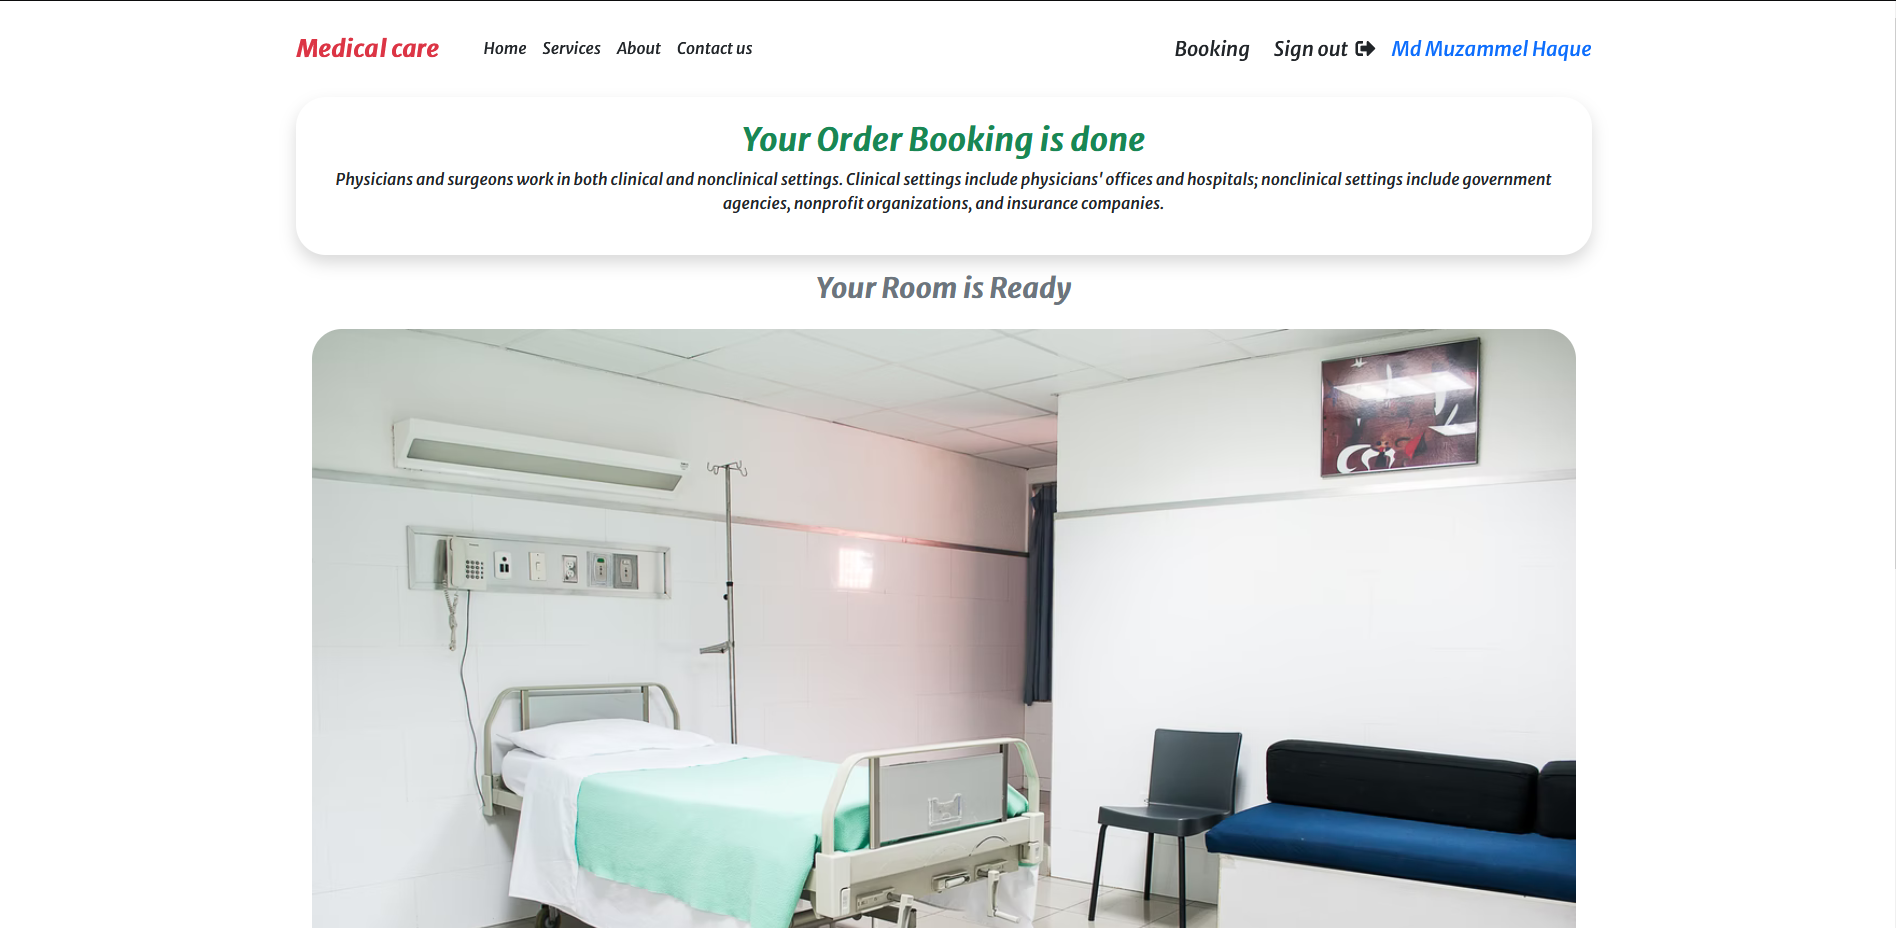 Medical care Home Services About Contact us Booking Sign out Md Muzammel Haque
Your Order Booking is done
Physicians and surgeons work in both clinical and nonclinical settings. Clinical settings include physicians' offices and hospitals; nonclinical settings include government
agencies, nonprofit organizations, and insurance companies.
Your Room is Ready